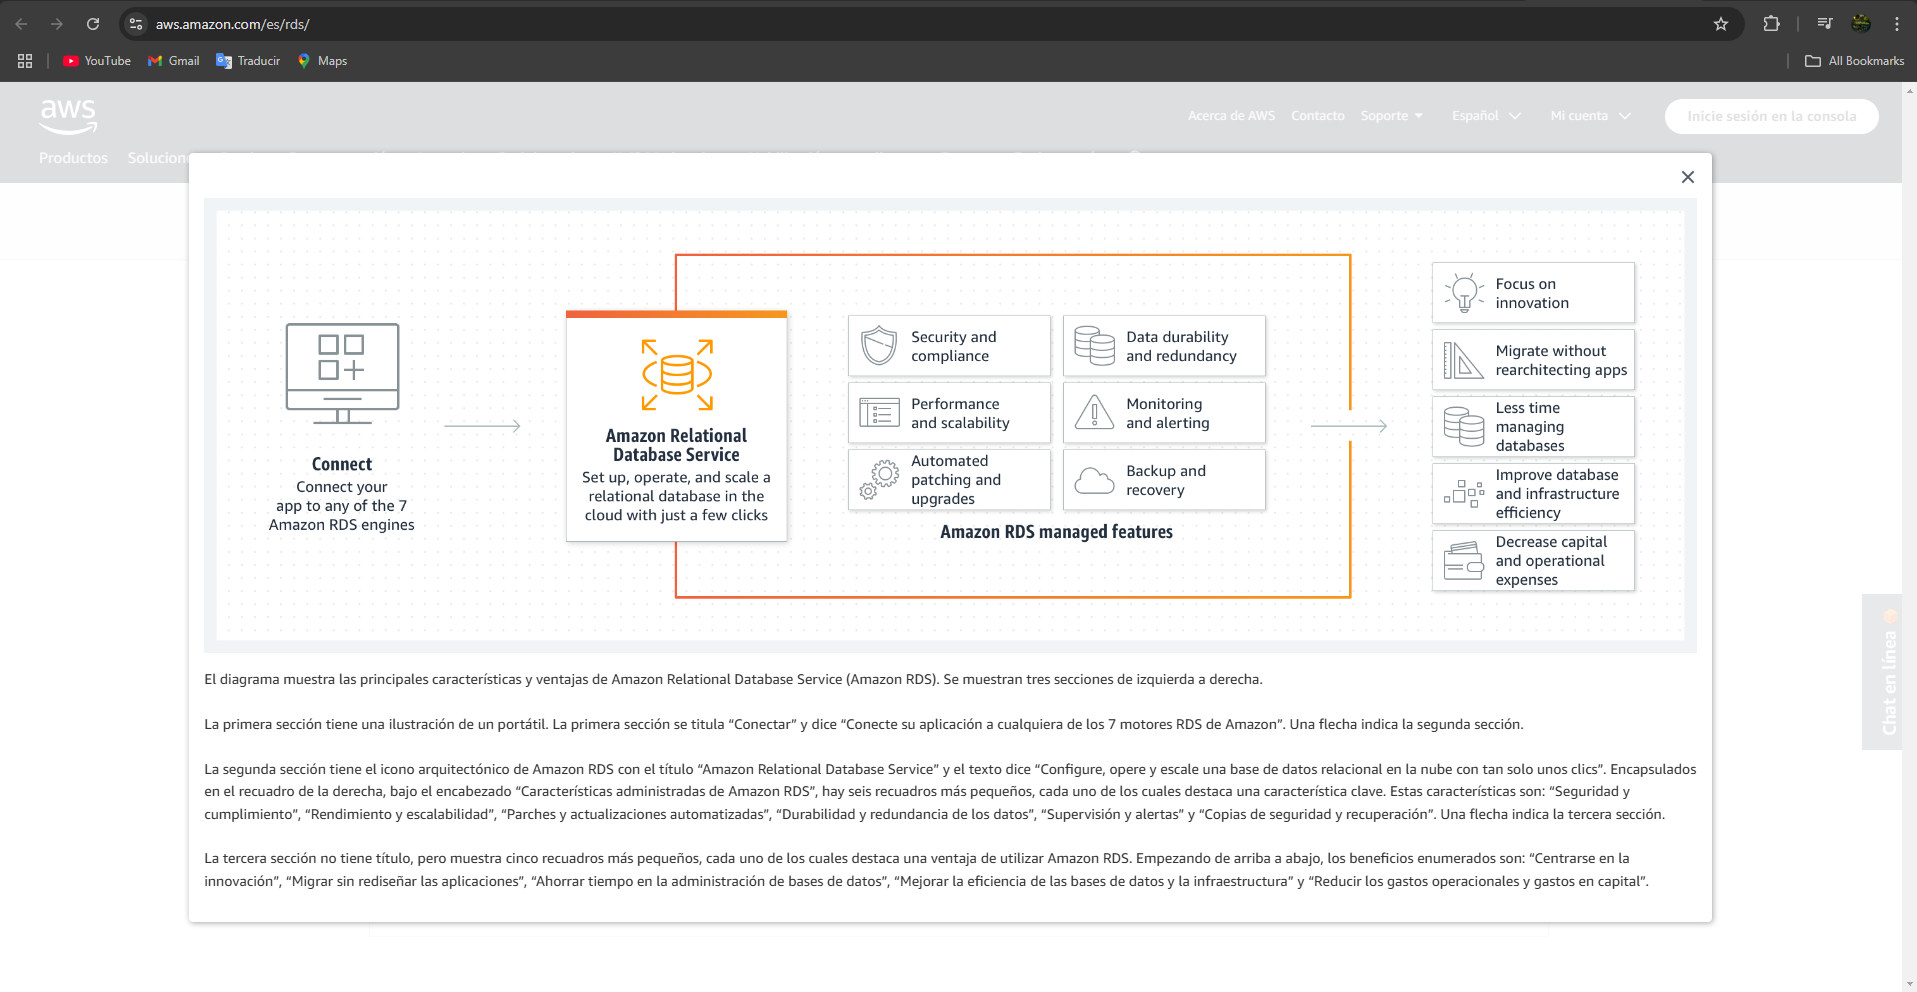 aws.amazon.com/es/rds/
YouTube
Gmail
Traducir
Maps
All Bookmarks
aws
Acerca de AWS
Contacto
Soporte
Español
Mi cuenta
Inicie sesión en la consola
Productos
Connect
Connect your
app to any of the 7
Amazon RDS engines
Amazon Relational
Database Service
Set up, operate, and scale a
relational database in the
cloud with just a few clicks
Security and
compliance
Data durability
and redundancy
Performance
and scalability
Monitoring
and alerting
Automated
patching and
upgrades
Backup and
recovery
Amazon RDS managed features
Focus on
innovation
Migrate without
rearchitecting apps
Less time
managing
databases
Improve database
and infrastructure
efficiency
Decrease capital
and operational
expenses
El diagrama muestra las principales características y ventajas de Amazon Relational Database Service (Amazon RDS). Se muestran tres secciones de izquierda a derecha.
La primera sección tiene una ilustración de un portátil. La primera sección se titula “Conectar” y dice “Conecte su aplicación a cualquiera de los 7 motores RDS de Amazon”. Una flecha indica la segunda sección.
La segunda sección tiene el icono arquitectónico de Amazon RDS con el título “Amazon Relational Database Service” y el texto dice “Configure, opere y escale una base de datos relacional en la nube con tan solo unos clics”. Encapsulados
en el recuadro de la derecha, bajo el encabezado “Características administradas de Amazon RDS”, hay seis recuadros más pequeños, cada uno de los cuales destaca una característica clave. Estas características son: “Seguridad y
cumplimiento”, “Rendimiento y escalabilidad”, “Parches y actualizaciones automatizadas”, “Durabilidad y redundancia de los datos”, “Supervisión y alertas” y “Copias de seguridad y recuperación”. Una flecha indica la tercera sección.
La tercera sección no tiene título, pero muestra cinco recuadros más pequeños, cada uno de los cuales destaca una ventaja de utilizar Amazon RDS. Empezando de arriba a abajo, los beneficios enumerados son: “Centrarse en la
innovación”, “Migrar sin rediseñar las aplicaciones”, “Ahorrar tiempo en la administración de bases de datos”, “Mejorar la eficiencia de las bases de datos y la infraestructura” y “Reducir los gastos operacionales y gastos en capital”.
Chat en línea